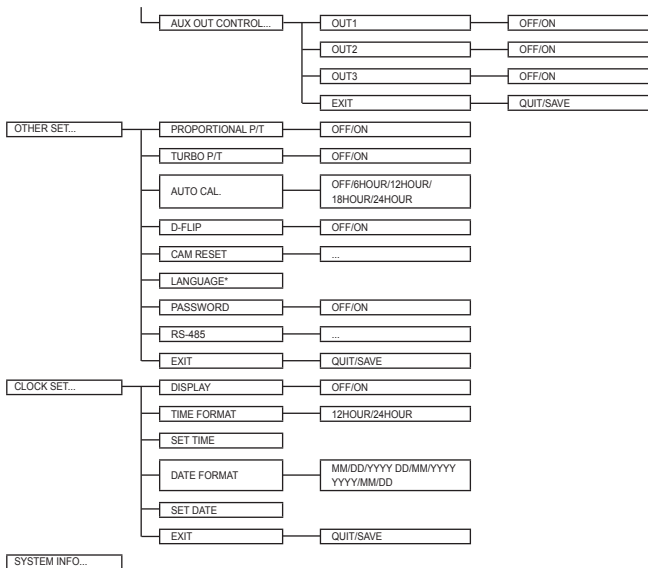 AUX OUT CONTROL... OUT1 OFF/ON
OUT2 OFF/ON
OUT3 OFF/ON
EXIT QUIT/SAVE
OTHER SET... PROPORTIONAL P/T OFF/ON
TURBO P/T OFF/ON
AUTO CAL. OFF/6HOUR/12HOUR/
18HOUR/24HOUR
D-FLIP OFF/ON
CAM RESET ...
LANGUAGE*
PASSWORD OFF/ON
RS-485 ...
EXIT QUIT/SAVE
CLOCK SET... DISPLAY OFF/ON
TIME FORMAT 12HOUR/24HOUR
SET TIME
DATE FORMAT MM/DD/YYYY DD/MM/YYYY
YYYY/MM/DD
SET DATE
EXIT QUIT/SAVE
SYSTEM INFO...